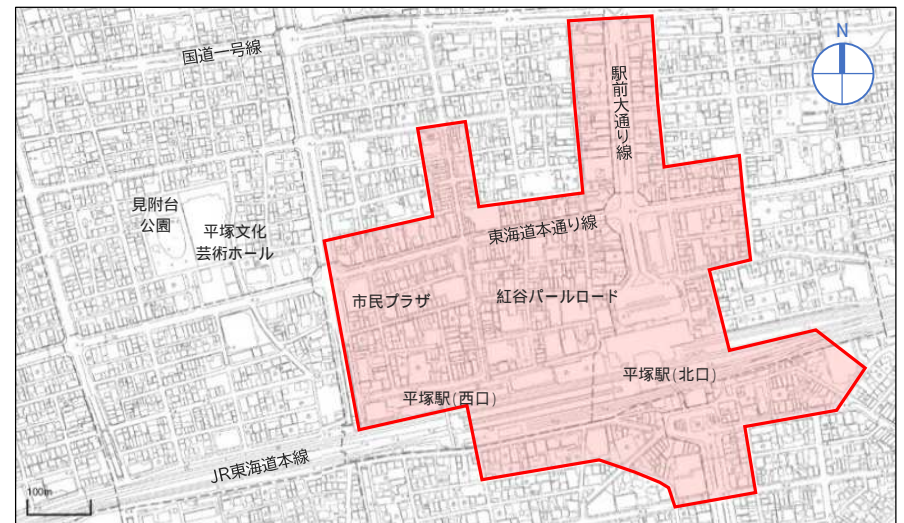 国道一号線
N
駅前大通り線
見附台
公園
平塚文化
芸術ホール
東海道本通り線
市民プラザ
紅谷パールロード
平塚駅(北口)
平塚駅(西口)
JR東海道本線
100m